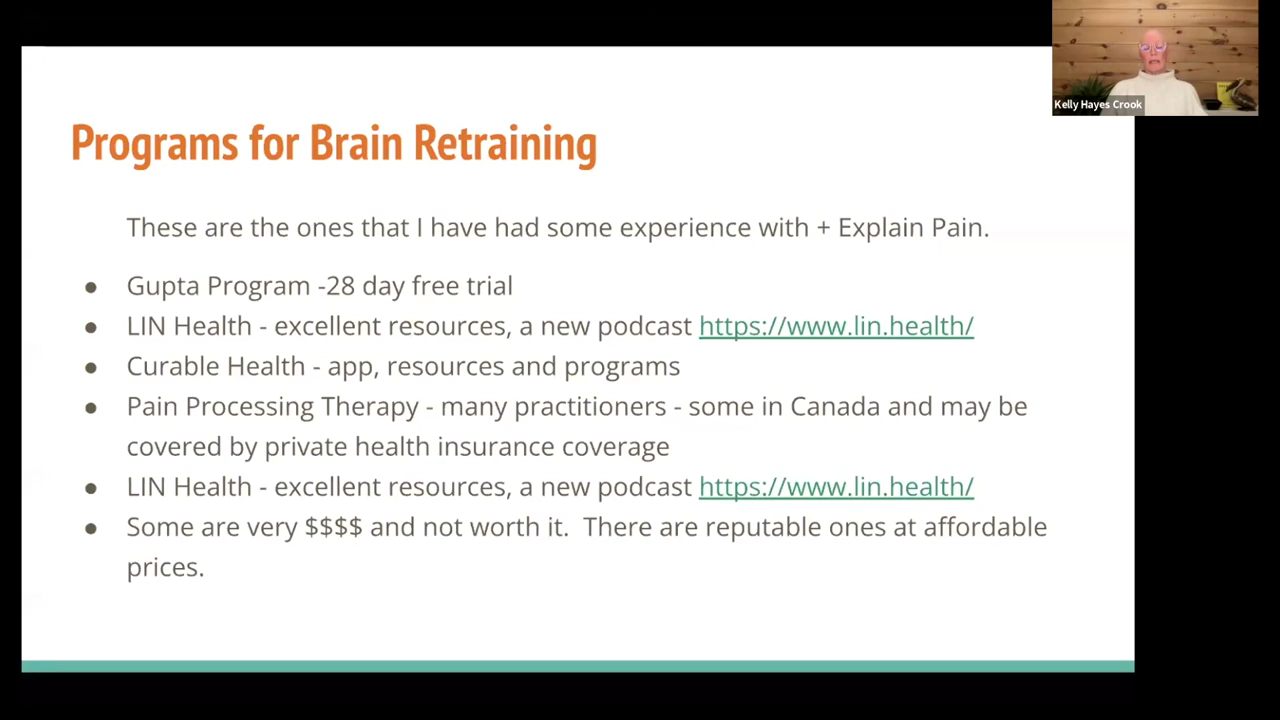 Kelly Hayes Crook
Programs for Brain Retraining
These are the ones that I have had some experience with + Explain Pain.
● Gupta Program -28 day free trial
● LIN Health - excellent resources, a new podcast https://www.lin.health/
● Curable Health - app, resources and programs
● Pain Processing Therapy - many practitioners - some in Canada and may be
covered by private health insurance coverage
● LIN Health - excellent resources, a new podcast https://www.lin.health/
● Some are very $$$$ and not worth it.  There are reputable ones at affordable
prices.